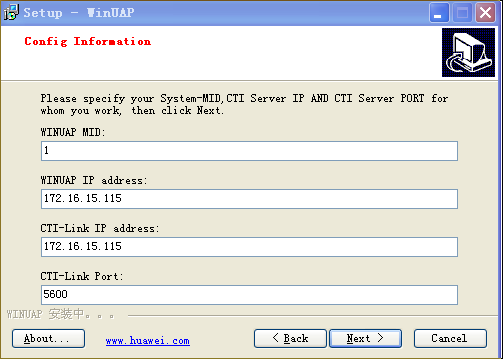 Setup - WinUAP
Config Information
Please specify your System-MID,CTI Server IP AND CTI Server PORT for
whom you work, then click Next.
WINUAP MID:
1
WINUAP IP address:
172.16.15.115
CTI-Link IP address:
172.16.15.115
CTI-Link Port:
5600
WINUAP 安装中。。。
About... www.huawei.com < Back Next > Cancel